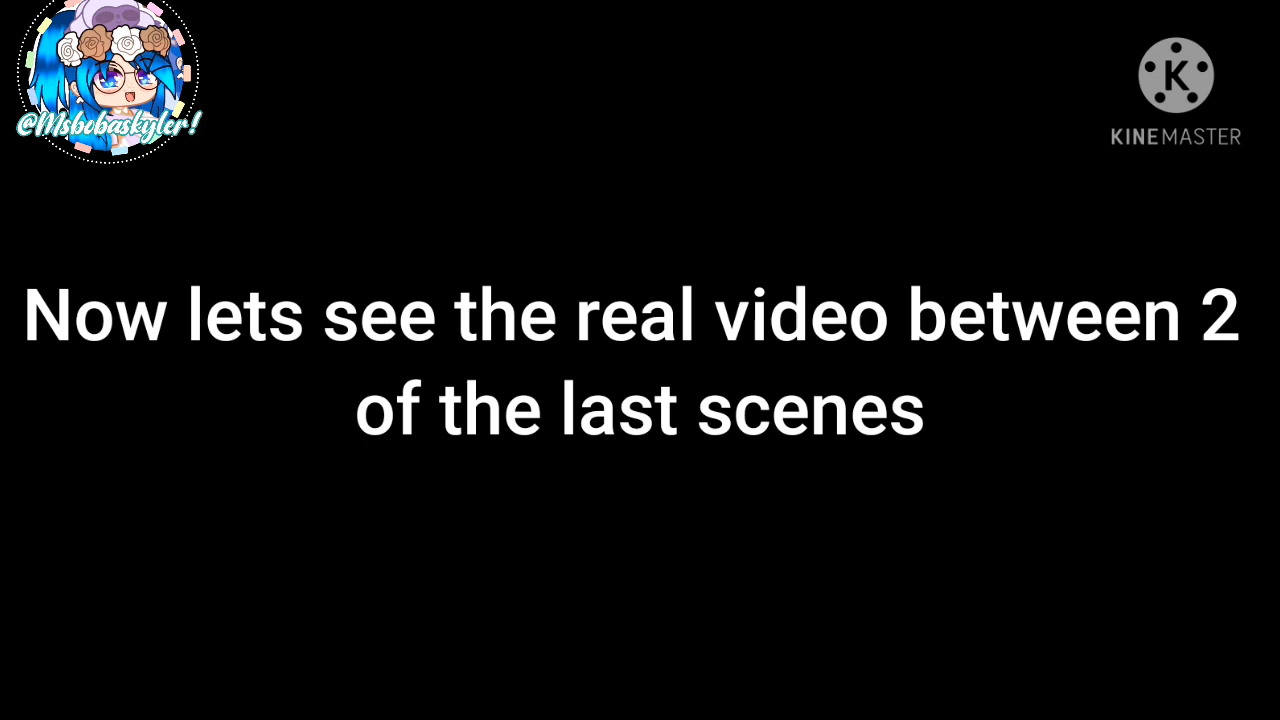 @Msbobaskyler!
K
KINEMASTER
Now lets see the real video between 2
of the last scenes